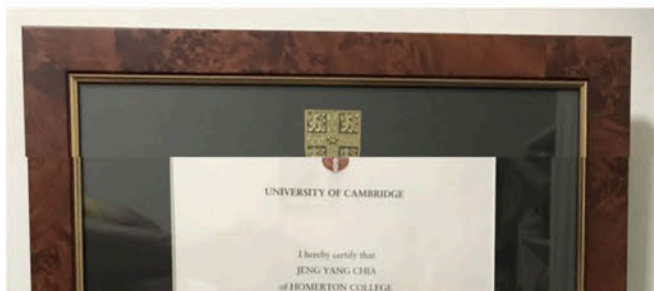 UNIVERSITY OF CAMBRIDGE
I hereby certify that
JENG YANG CHIA
of HOMERTON COLLEGE